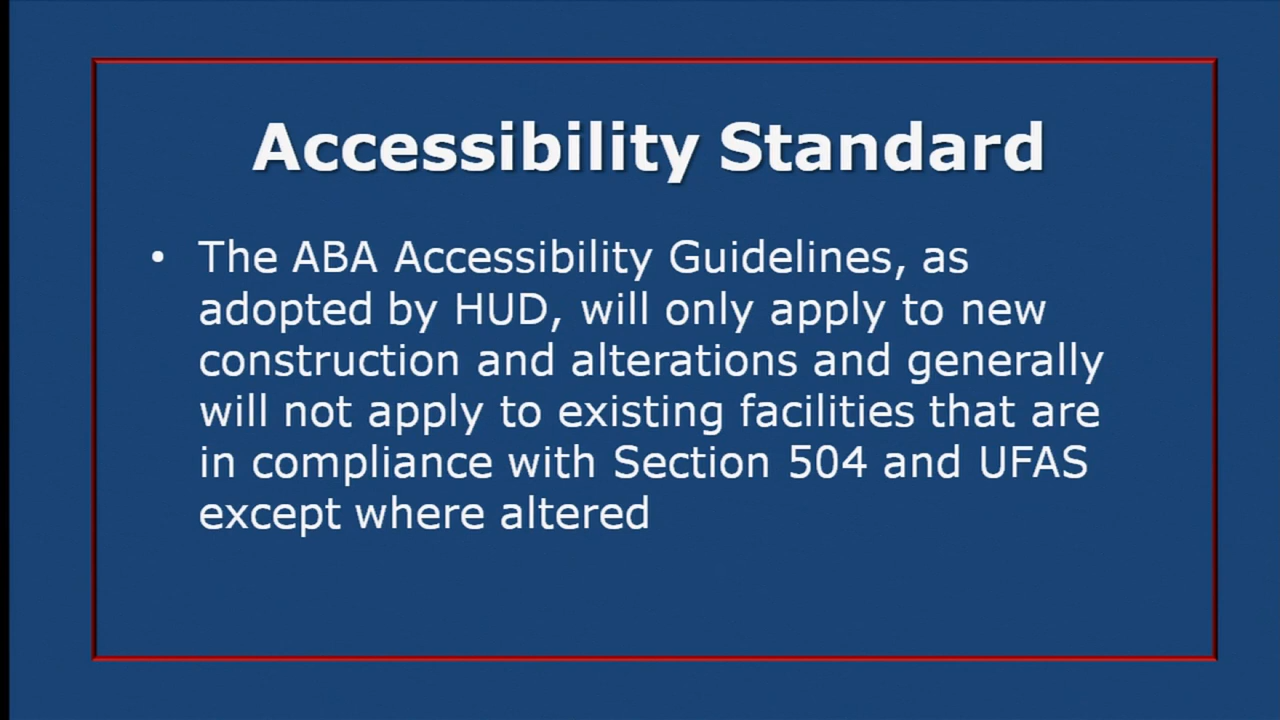 Accessibility Standard
• The ABA Accessibility Guidelines, as
adopted by HUD, will only apply to new
construction and alterations and generally
will not apply to existing facilities that are
in compliance with Section 504 and UFAS
except where altered